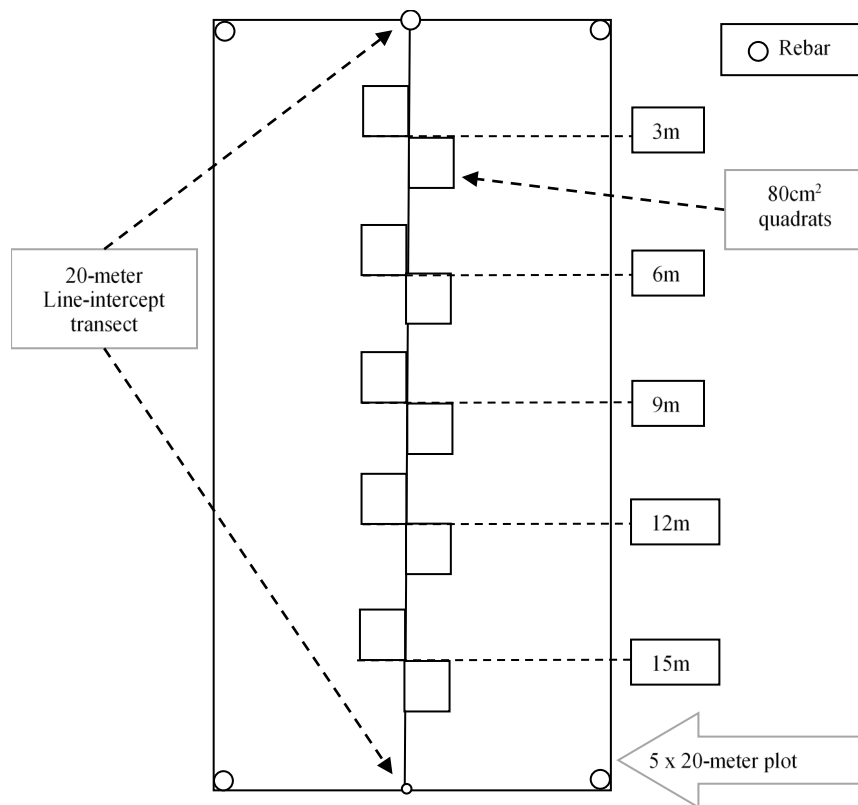 Rebar
3m
80cm²
quadrats
6m
20-meter
Line-intercept
transect
9m
12m
15m
5 x 20-meter plot